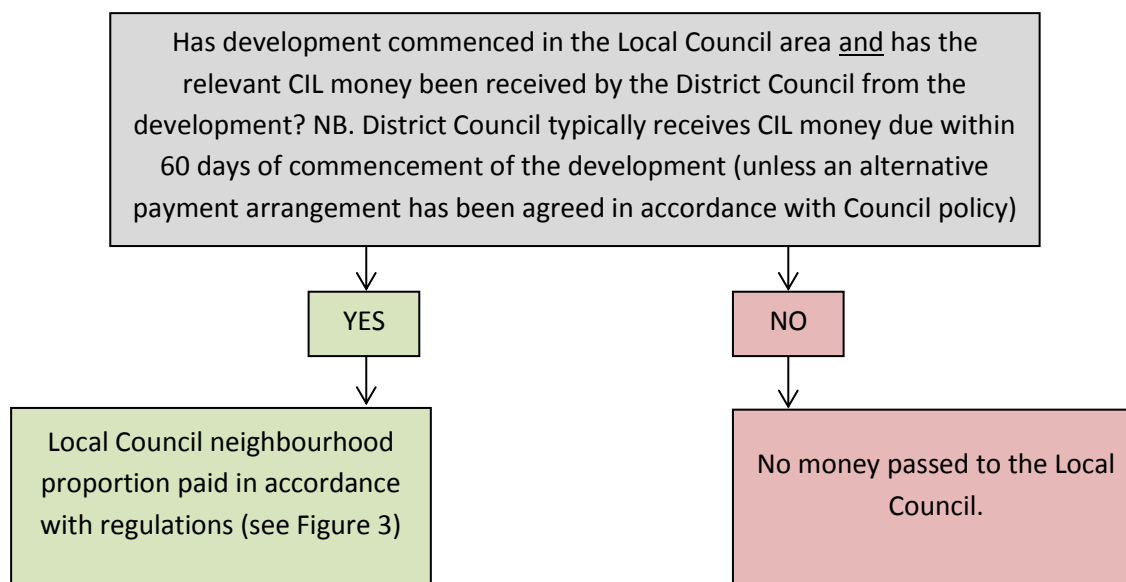 Has development commenced in the Local Council area and has the
relevant CIL money been received by the District Council from the
development? NB. District Council typically receives CIL money due within
60 days of commencement of the development (unless an alternative
payment arrangement has been agreed in accordance with Council policy)
YES
NO
Local Council neighbourhood
proportion paid in accordance
with regulations (see Figure 3)
No money passed to the Local
Council.